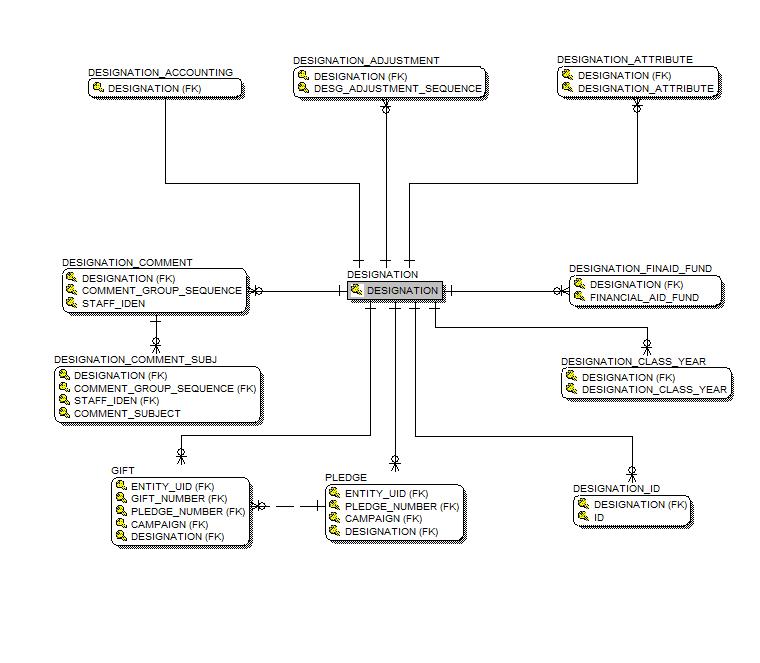 DESIGNATION_ACCOUNTING
DESIGNATION (FK)
DESIGNATION_ADJUSTMENT
DESIGNATION (FK)
DESG_ADJUSTMENT_SEQUENCE
DESIGNATION_ATTRIBUTE
DESIGNATION (FK)
DESIGNATION_ATTRIBUTE
DESIGNATION_COMMENT
DESIGNATION (FK)
COMMENT_GROUP_SEQUENCE
STAFF_IDEN
DESIGNATION
DESIGNATION
DESIGNATION_FINAID_FUND
DESIGNATION (FK)
FINANCIAL_AID_FUND
DESIGNATION_COMMENT_SUBJ
DESIGNATION (FK)
COMMENT_GROUP_SEQUENCE (FK)
STAFF_IDEN (FK)
COMMENT_SUBJECT
DESIGNATION_CLASS_YEAR
DESIGNATION (FK)
DESIGNATION_CLASS_YEAR
GIFT
ENTITY_UID (FK)
GIFT_NUMBER (FK)
PLEDGE_NUMBER (FK)
CAMPAIGN (FK)
DESIGNATION (FK)
PLEDGE
ENTITY_UID (FK)
PLEDGE_NUMBER (FK)
CAMPAIGN (FK)
DESIGNATION (FK)
DESIGNATION_ID
DESIGNATION (FK)
ID